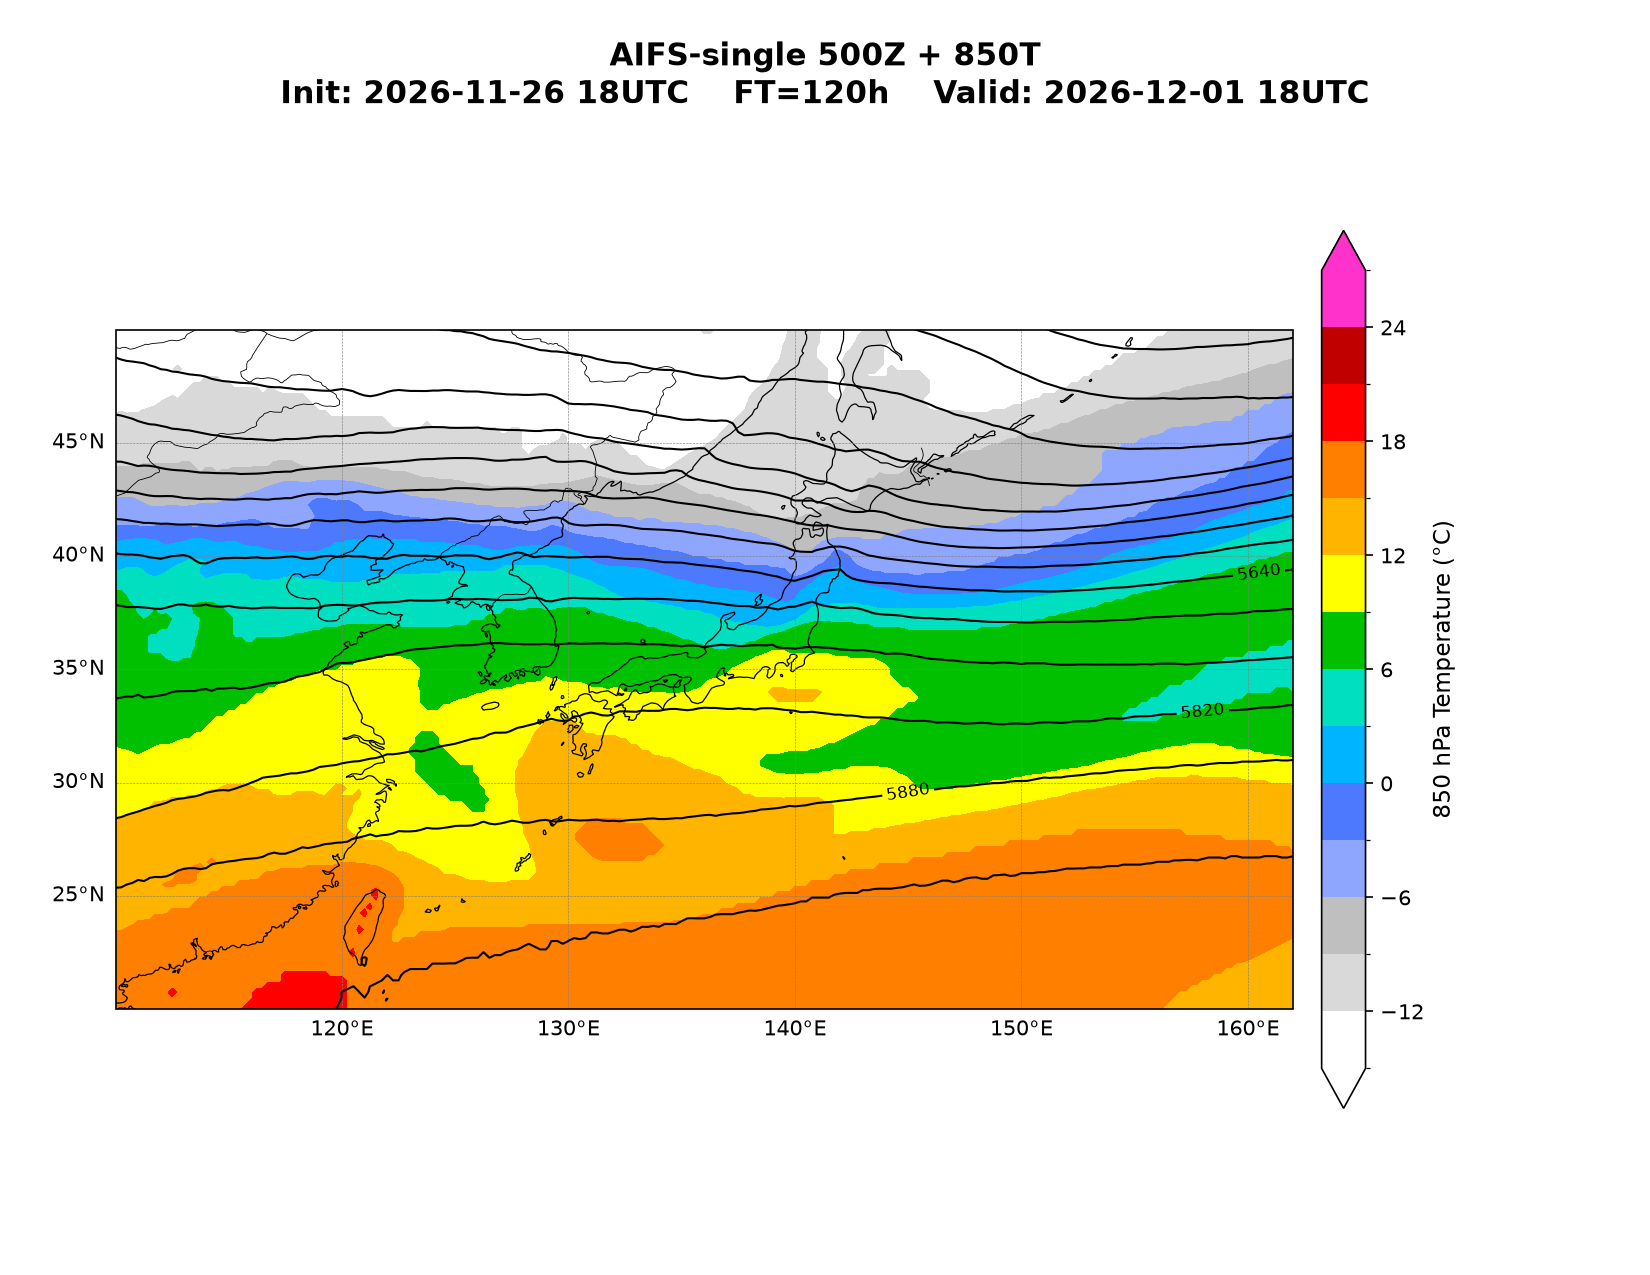 AIFS-single 500Z + 850T
Init: 2026-11-26 18UTC    FT=120h    Valid: 2026-12-01 18UTC
45°N
40°N
35°N
30°N
25°N
120°E
130°E
140°E
150°E
160°E
5640
5820
5880
24
18
12
6
0
−6
−12
850 hPa Temperature (°C)